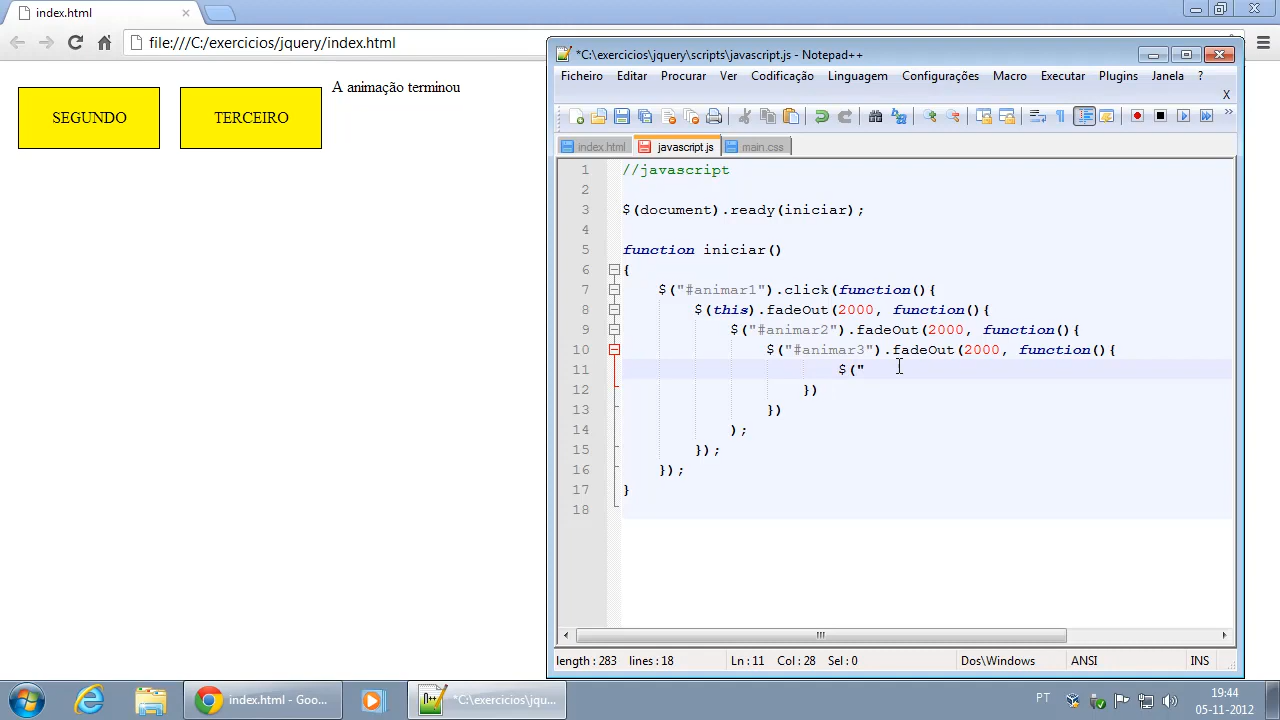 index.html
file:///C:/exercicios/jquery/index.html
SEGUNDO
TERCEIRO
A animação terminou
*C:\exercicios\jquery\scripts\javascript.js - Notepad++
Ficheiro Editar Procurar Ver Codificação Linguagem Configurações Macro Executar Plugins Janela ?
X
index.html javascript.js main.css
1 //javascript
2
3 $(document).ready(iniciar);
4
5 function iniciar()
6 {
7 $("#animar1").click(function(){
8 $(this).fadeOut(2000, function(){
9 $("#animar2").fadeOut(2000, function(){
10 $("#animar3").fadeOut(2000, function(){
11 $("
12 })
13 })
14 );
15 });
16 });
17 }
18
length : 283 lines : 18 Ln : 11 Col : 28 Sel : 0 Dos\Windows ANSI INS
index.html - Goo...
*C:\exercicios\jqu...
PT
19:44
05-11-2012